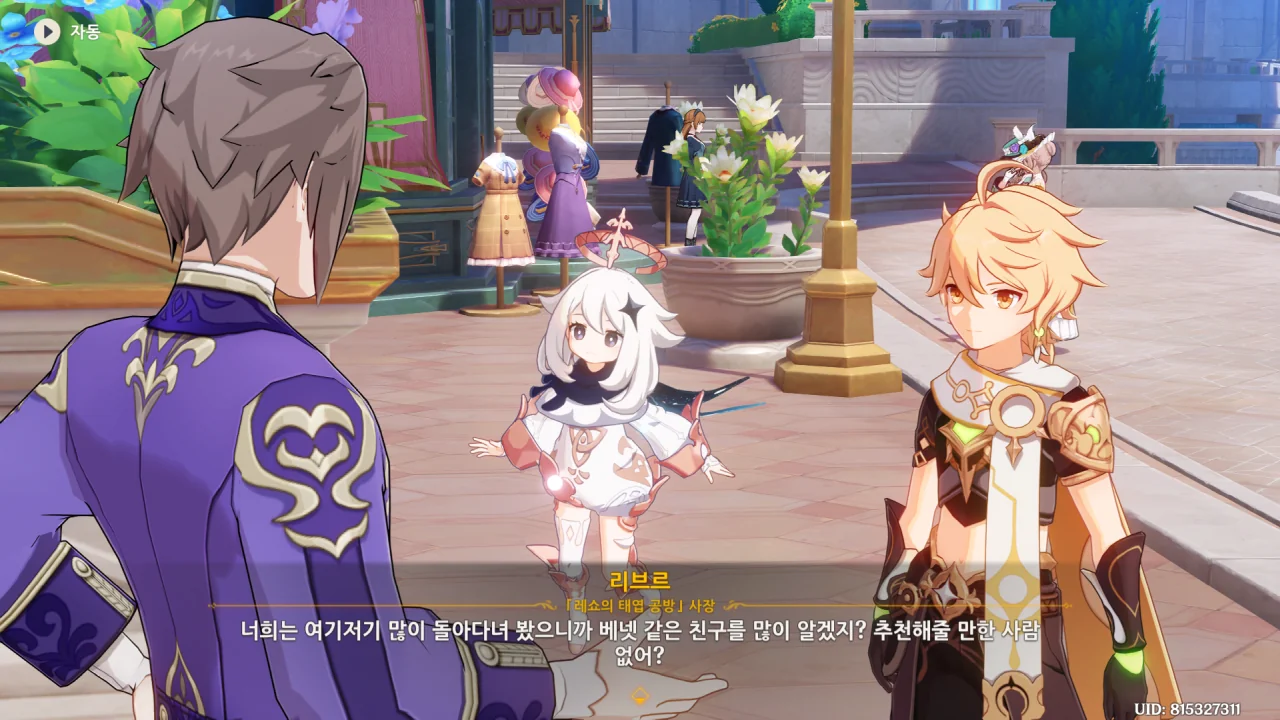 자동
리브르
「레쇼의 태엽 공방」 사장
너희는 여기저기 많이 돌아다녀 봤으니까 베넷 같은 친구를 많이 알겠지? 추천해줄 만한 사람
없어?
UID: 815327311